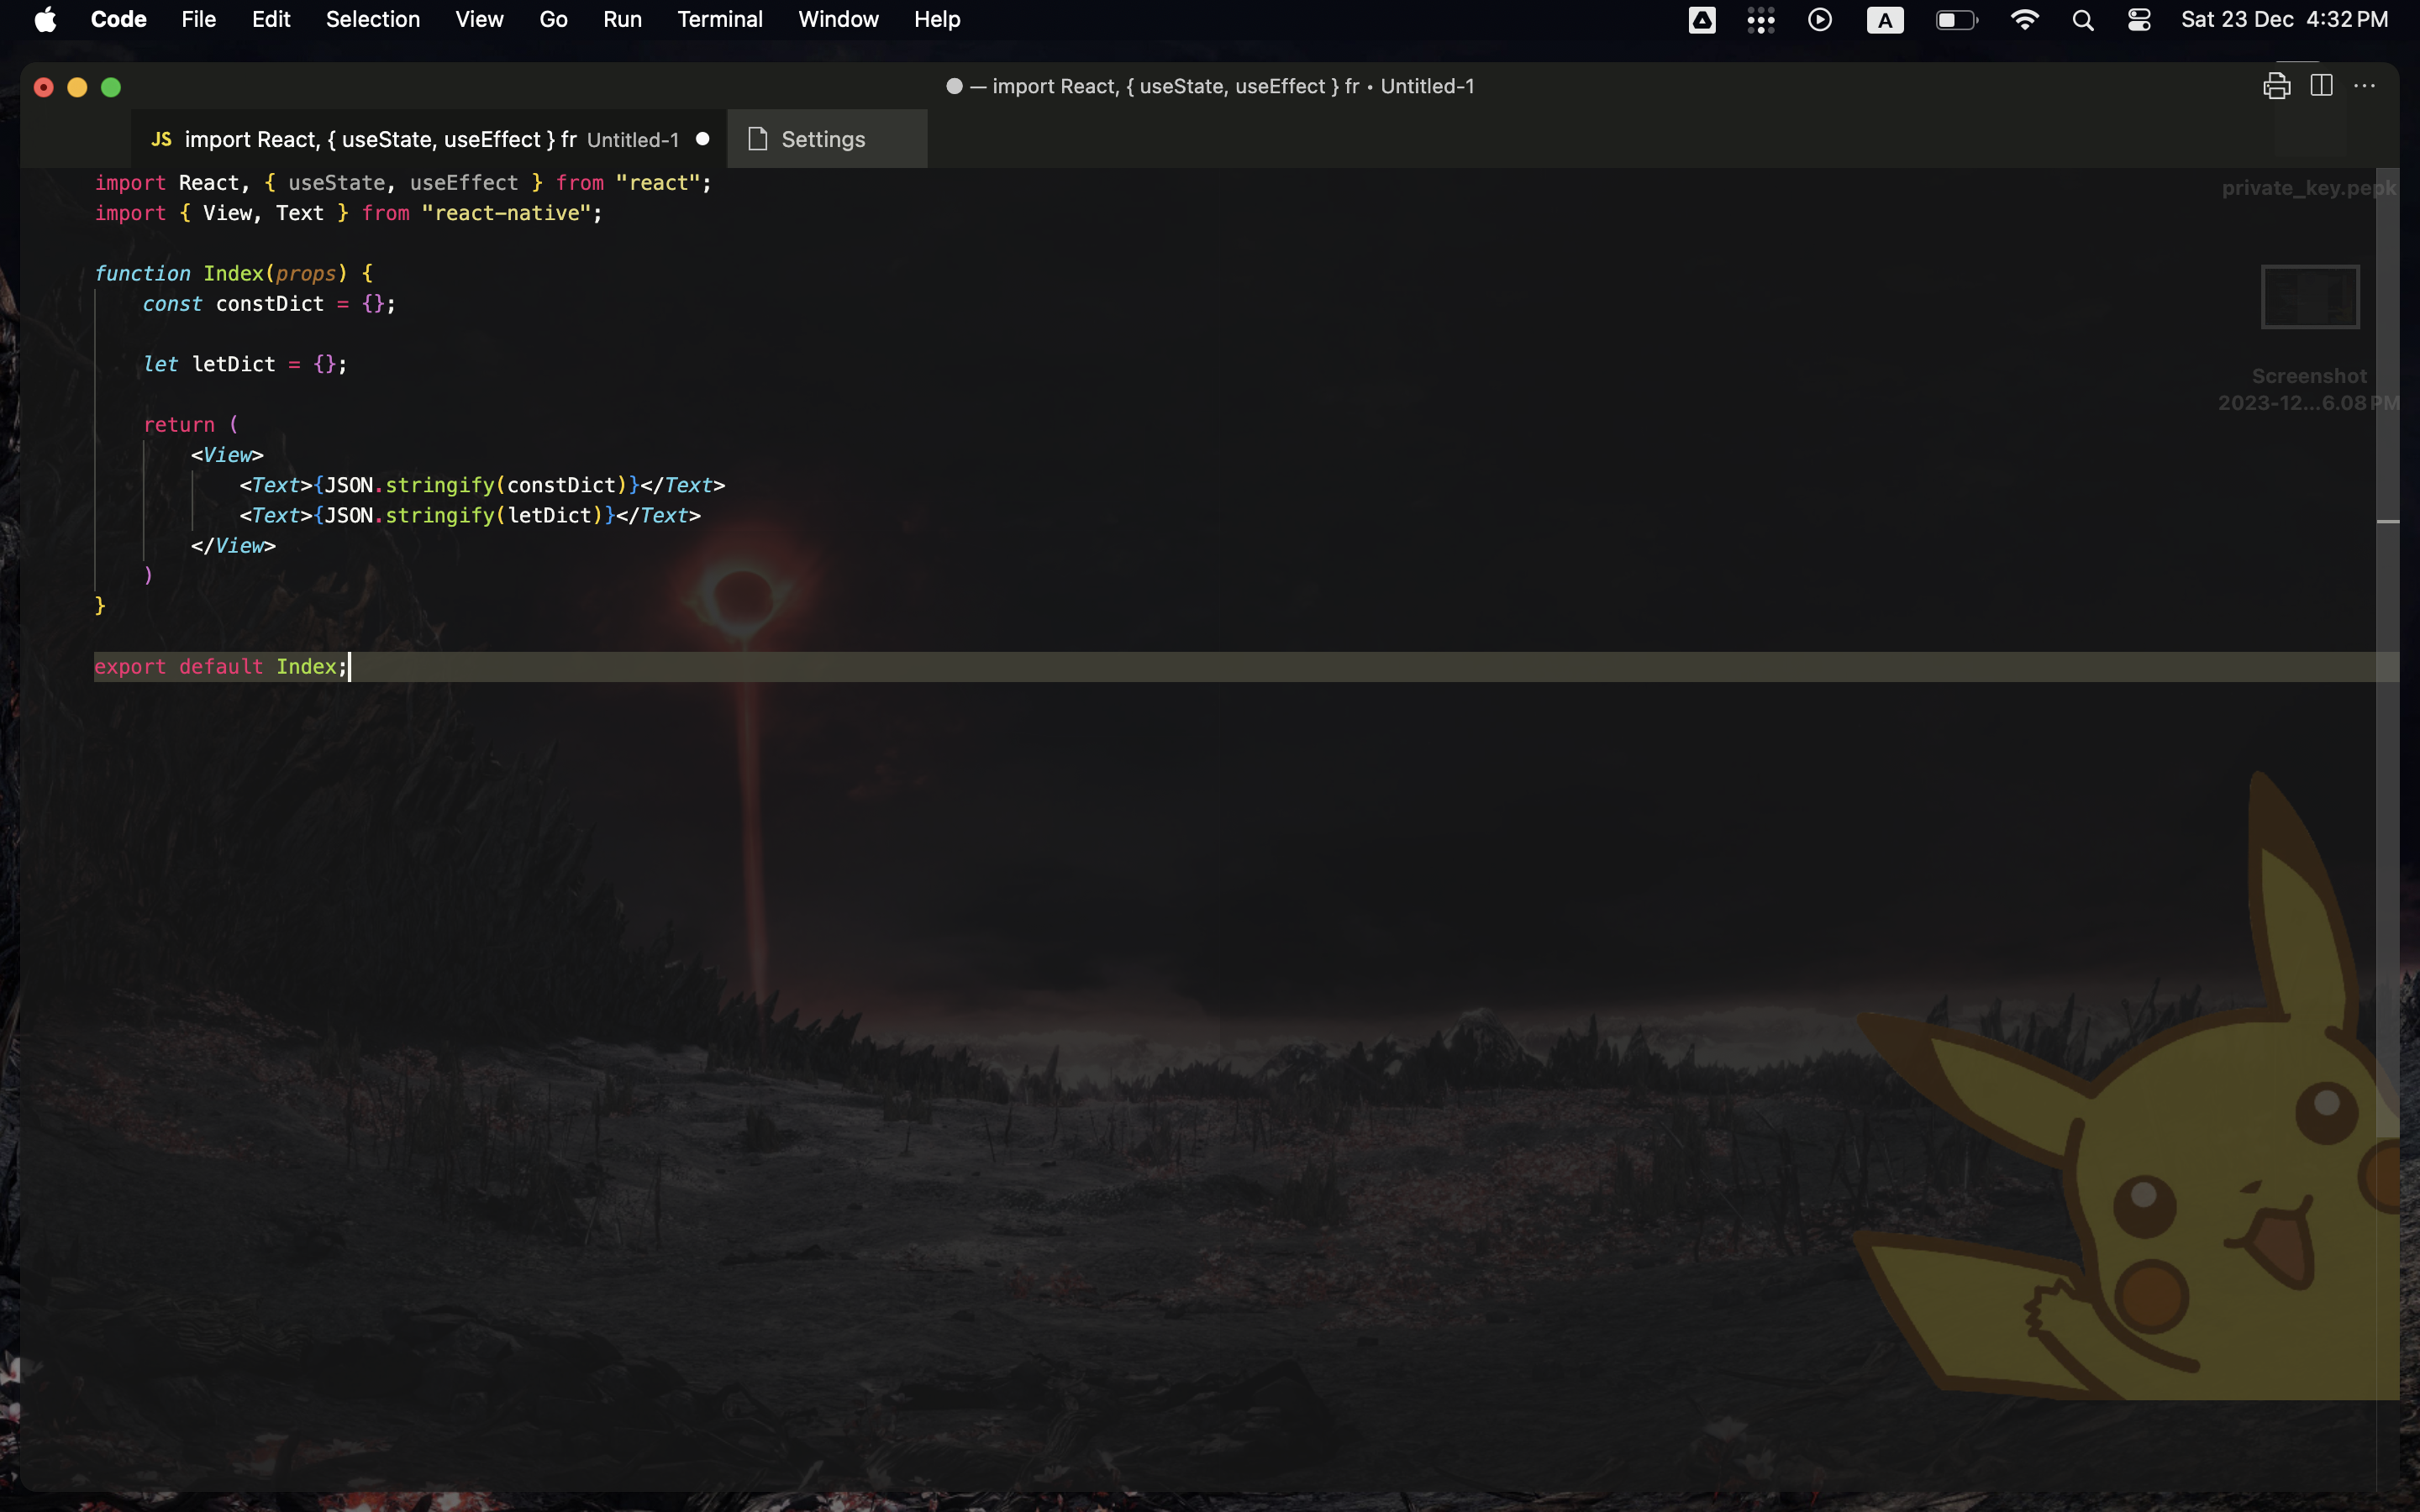 Code File Edit Selection View Go Run Terminal Window Help A Sat 23 Dec 4:32 PM
— import React, { useState, useEffect } fr • Untitled-1
JS import React, { useState, useEffect } fr Untitled-1 Settings
import React, { useState, useEffect } from "react";
import { View, Text } from "react-native";
function Index(props) {
const constDict = {};
let letDict = {};
return (
<View>
<Text>{JSON.stringify(constDict)}</Text>
<Text>{JSON.stringify(letDict)}</Text>
</View>
)
}
export default Index;
private_key.pepk
Screenshot
2023-12...6.08 PM